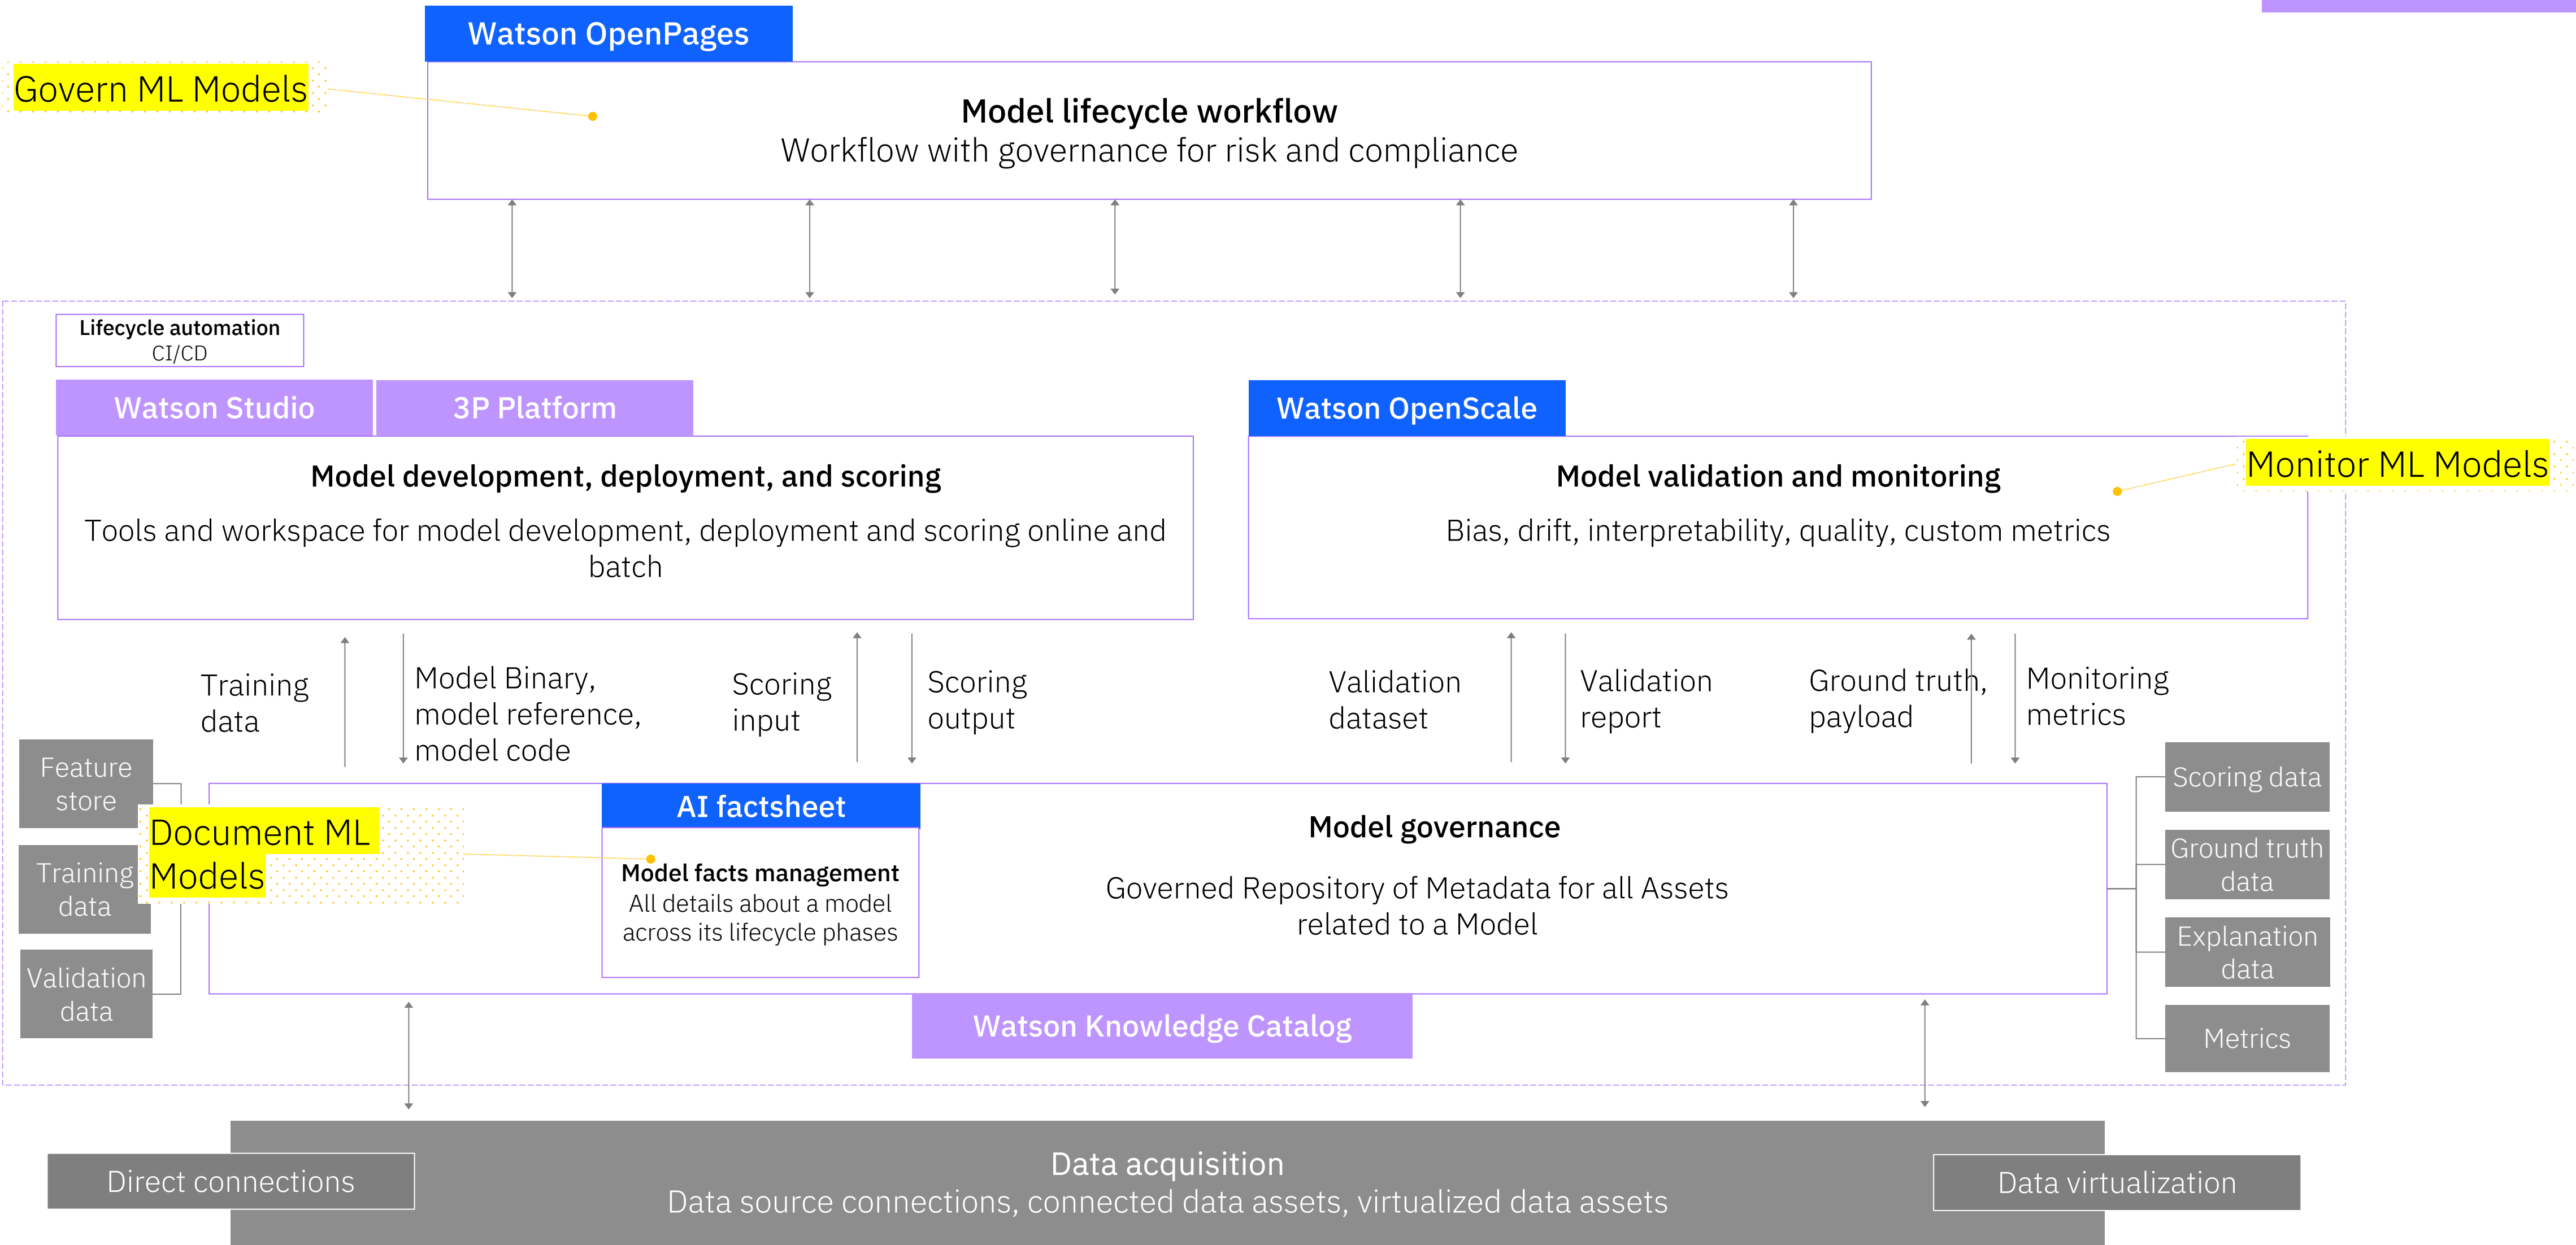 Watson OpenPages
Govern ML Models
Model lifecycle workflow
Workflow with governance for risk and compliance
Lifecycle automation
CI/CD
Watson Studio
3P Platform
Watson OpenScale
Model development, deployment, and scoring
Tools and workspace for model development, deployment and scoring online and
batch
Model validation and monitoring
Bias, drift, interpretability, quality, custom metrics
Monitor ML Models
Training
data
Model Binary,
model reference,
model code
Scoring
input
Scoring
output
Validation
dataset
Validation
report
Ground truth,
payload
Monitoring
metrics
Feature
store
Training
data
Validation
data
Document ML
Models
AI factsheet
Model facts management
All details about a model
across its lifecycle phases
Model governance
Governed Repository of Metadata for all Assets
related to a Model
Scoring data
Ground truth
data
Explanation
data
Metrics
Watson Knowledge Catalog
Direct connections
Data acquisition
Data source connections, connected data assets, virtualized data assets
Data virtualization